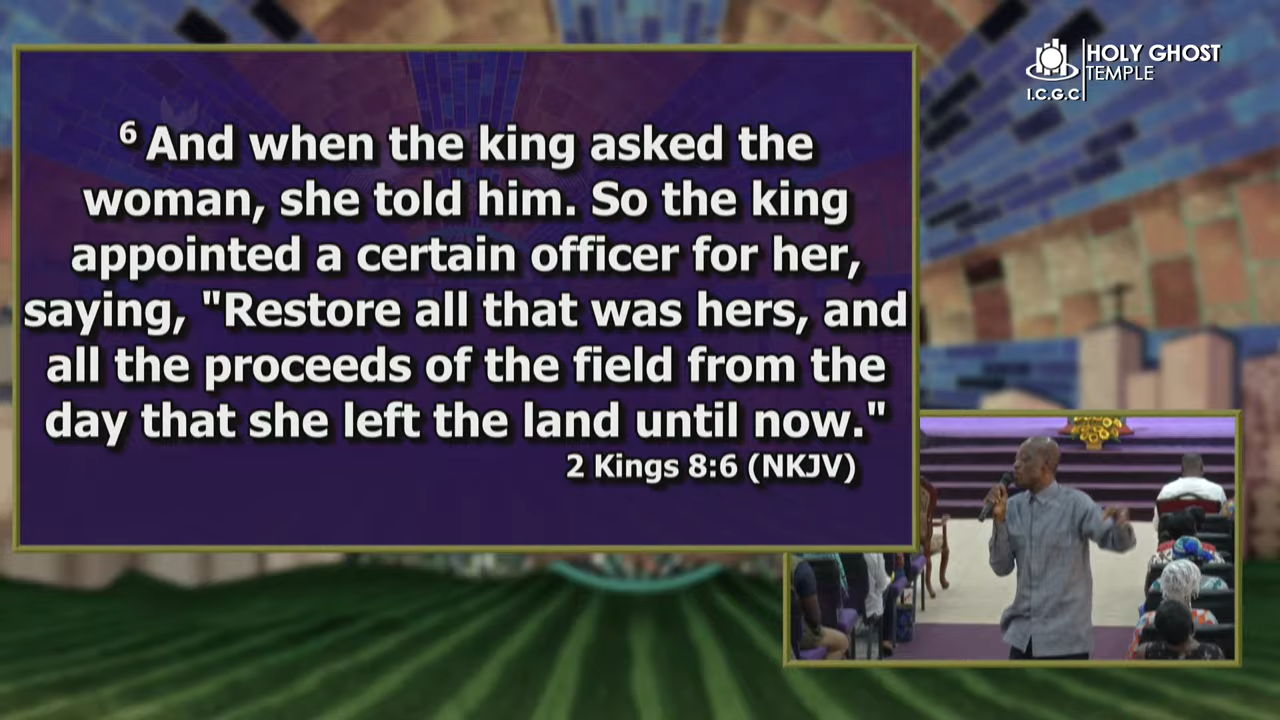 HOLY GHOST
TEMPLE
I.C.G.C
6 And when the king asked the
woman, she told him. So the king
appointed a certain officer for her,
saying, "Restore all that was hers, and
all the proceeds of the field from the
day that she left the land until now."
2 Kings 8:6 (NKJV)